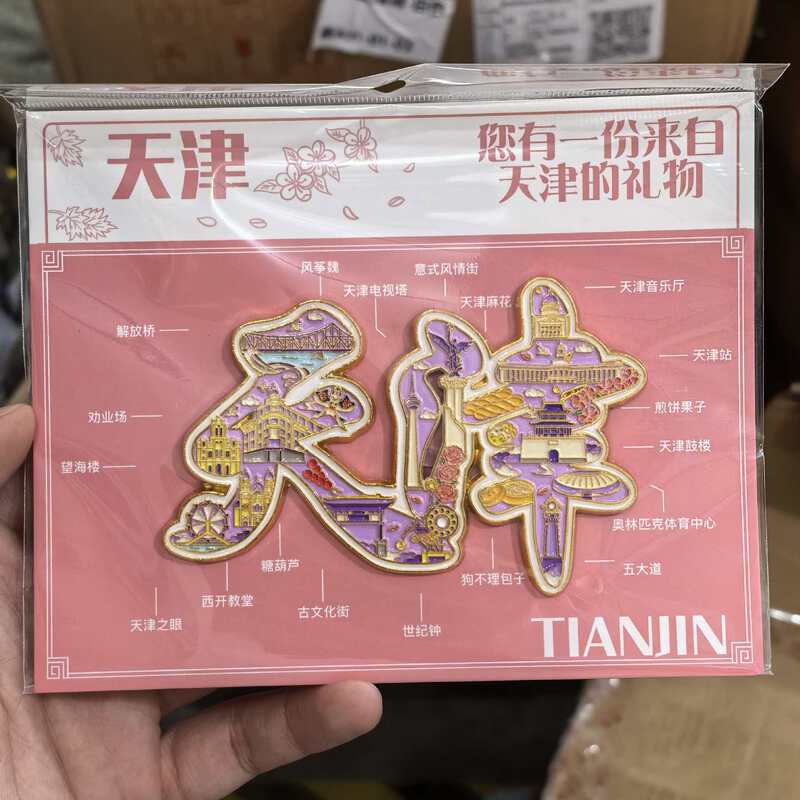 天津
您有一份来自
天津的礼物
风筝魏
意式风情街
天津音乐厅
天津电视塔
天津麻花
解放桥
天津站
劝业场
煎饼果子
天津鼓楼
望海楼
奥林匹克体育中心
糖葫芦
狗不理包子
五大道
西开教堂
古文化街
天津之眼
世纪钟
TIANJIN
天津